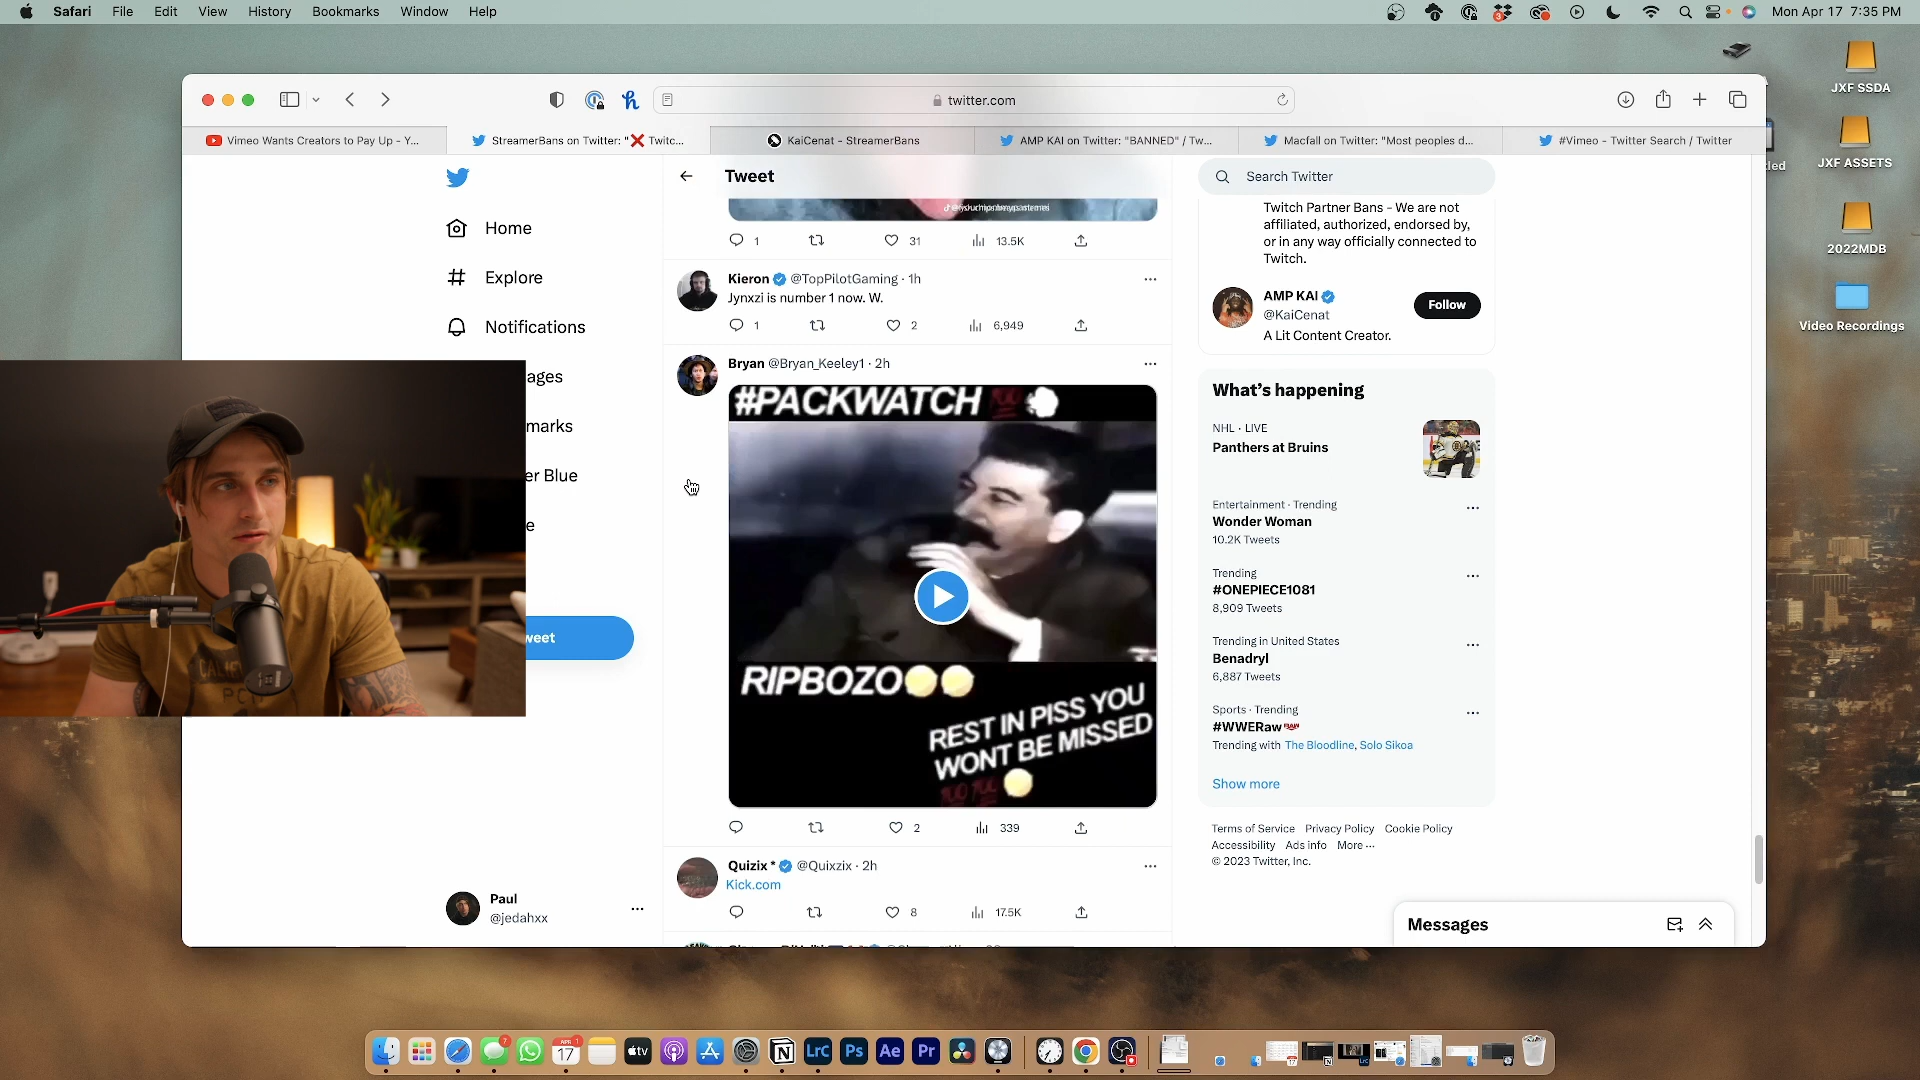 Safari File Edit View History Bookmarks Window Help
Mon Apr 17 7:35 PM
JXF SSDA
JXF ASSETS
2022MDB
Video Recordings
twitter.com
Vimeo Wants Creators to Pay Up - Y...
StreamerBans on Twitter: "❌ Twitc...
KaiCenat - StreamerBans
AMP KAI on Twitter: "BANNED" / Tw...
Macfall on Twitter: "Most peoples d...
#Vimeo - Twitter Search / Twitter
Home
Explore
Notifications
ages
marks
er Blue
e
weet
Paul
@jedahxx
Tweet
1 31 13.5K
Kieron @TopPilotGaming · 1h
Jynxzi is number 1 now. W.
1 2 6,949
Bryan @Bryan_Keeley1 · 2h
#PACKWATCH
RIPBOZO
REST IN PISS YOU
WONT BE MISSED
2 339
Quizix * @Quixzix · 2h
Kick.com
8 17.5K
Search Twitter
Twitch Partner Bans - We are not
affiliated, authorized, endorsed by,
or in any way officially connected to
Twitch.
AMP KAI
@KaiCenat
Follow
A Lit Content Creator.
What's happening
NHL · LIVE
Panthers at Bruins
Entertainment · Trending
Wonder Woman
10.2K Tweets
Trending
#ONEPIECE1081
8,909 Tweets
Trending in United States
Benadryl
6,887 Tweets
Sports · Trending
#WWERaw
Trending with The Bloodline, Solo Sikoa
Show more
Terms of Service Privacy Policy Cookie Policy
Accessibility Ads info More ···
© 2023 Twitter, Inc.
Messages
APR
17
tv
LrC
Ps
Ae
Pr